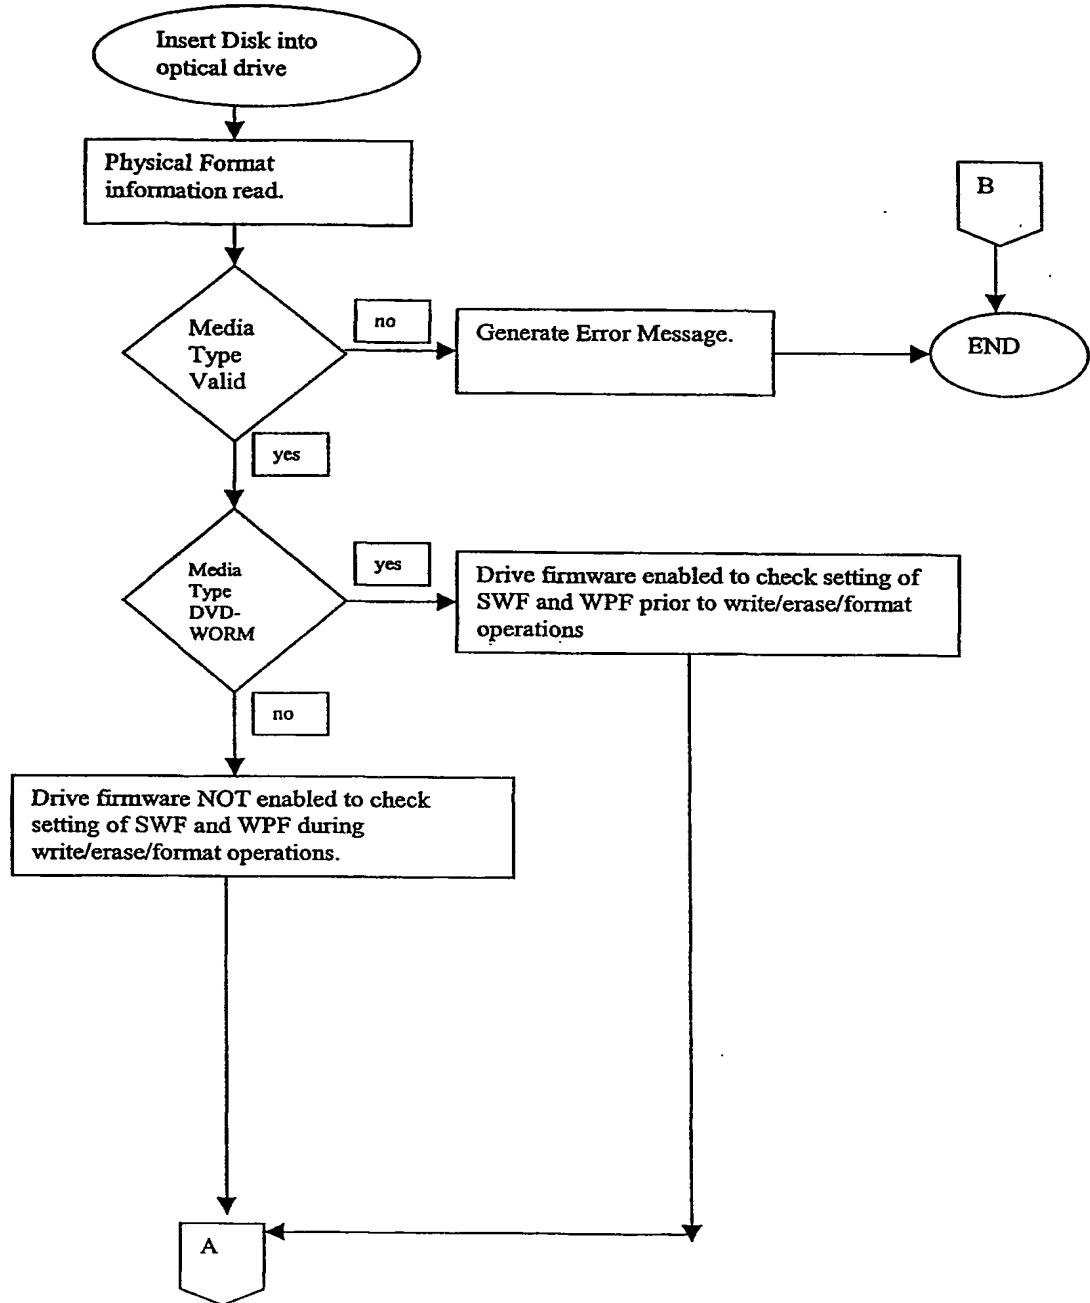 Insert Disk into
optical drive
Physical Format
information read.
B
Media
Type
Valid
no
Generate Error Message.
END
yes
Media
Type
DVD-
WORM
yes
Drive firmware enabled to check setting of
SWF and WPF prior to write/erase/format
operations
no
Drive firmware NOT enabled to check
setting of SWF and WPF during
write/erase/format operations.
A